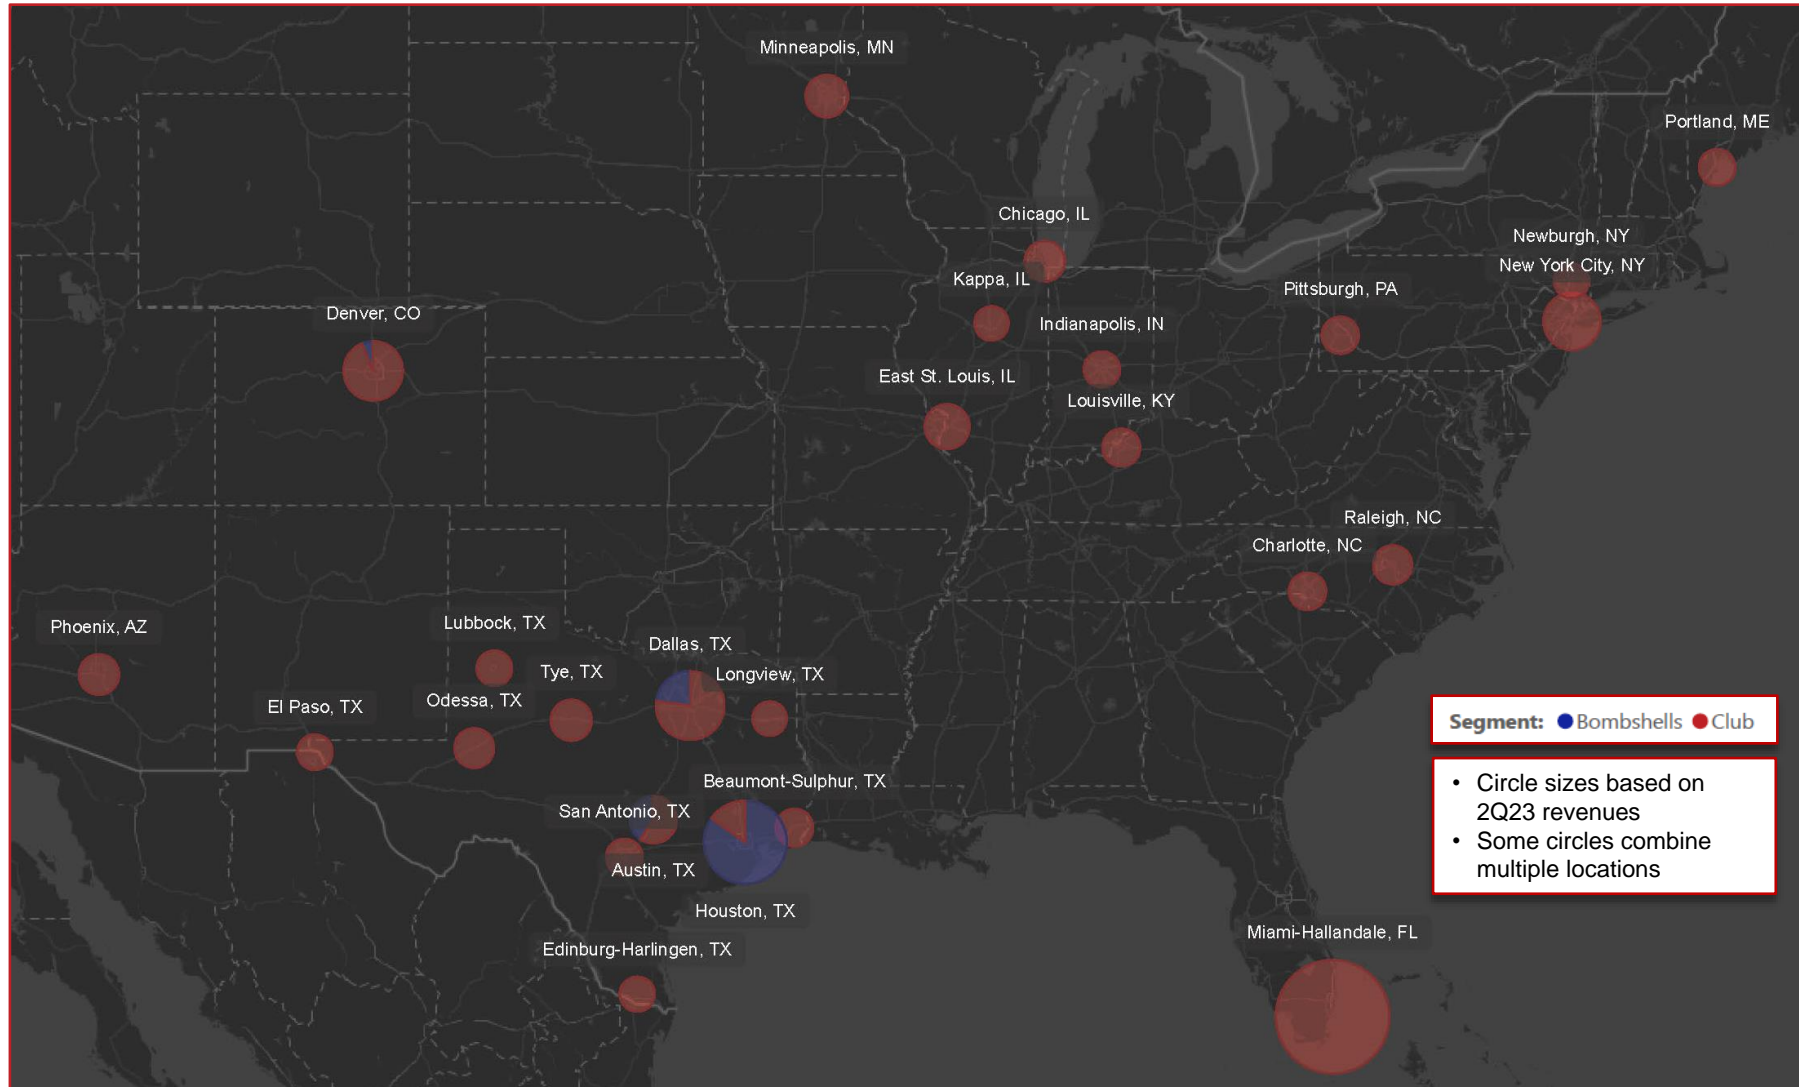 Minneapolis, MN
Portland, ME
Chicago, IL
Newburgh, NY
New York City, NY
Kappa, IL
Pittsburgh, PA
Denver, CO
Indianapolis, IN
East St. Louis, IL
Louisville, KY
Raleigh, NC
Charlotte, NC
Phoenix, AZ
Lubbock, TX
Dallas, TX
Tye, TX
Longview, TX
El Paso, TX
Odessa, TX
Segment: Bombshells Club
• Circle sizes based on
2Q23 revenues
• Some circles combine
multiple locations
Beaumont-Sulphur, TX
San Antonio, TX
Austin, TX
Houston, TX
Miami-Hallandale, FL
Edinburg-Harlingen, TX